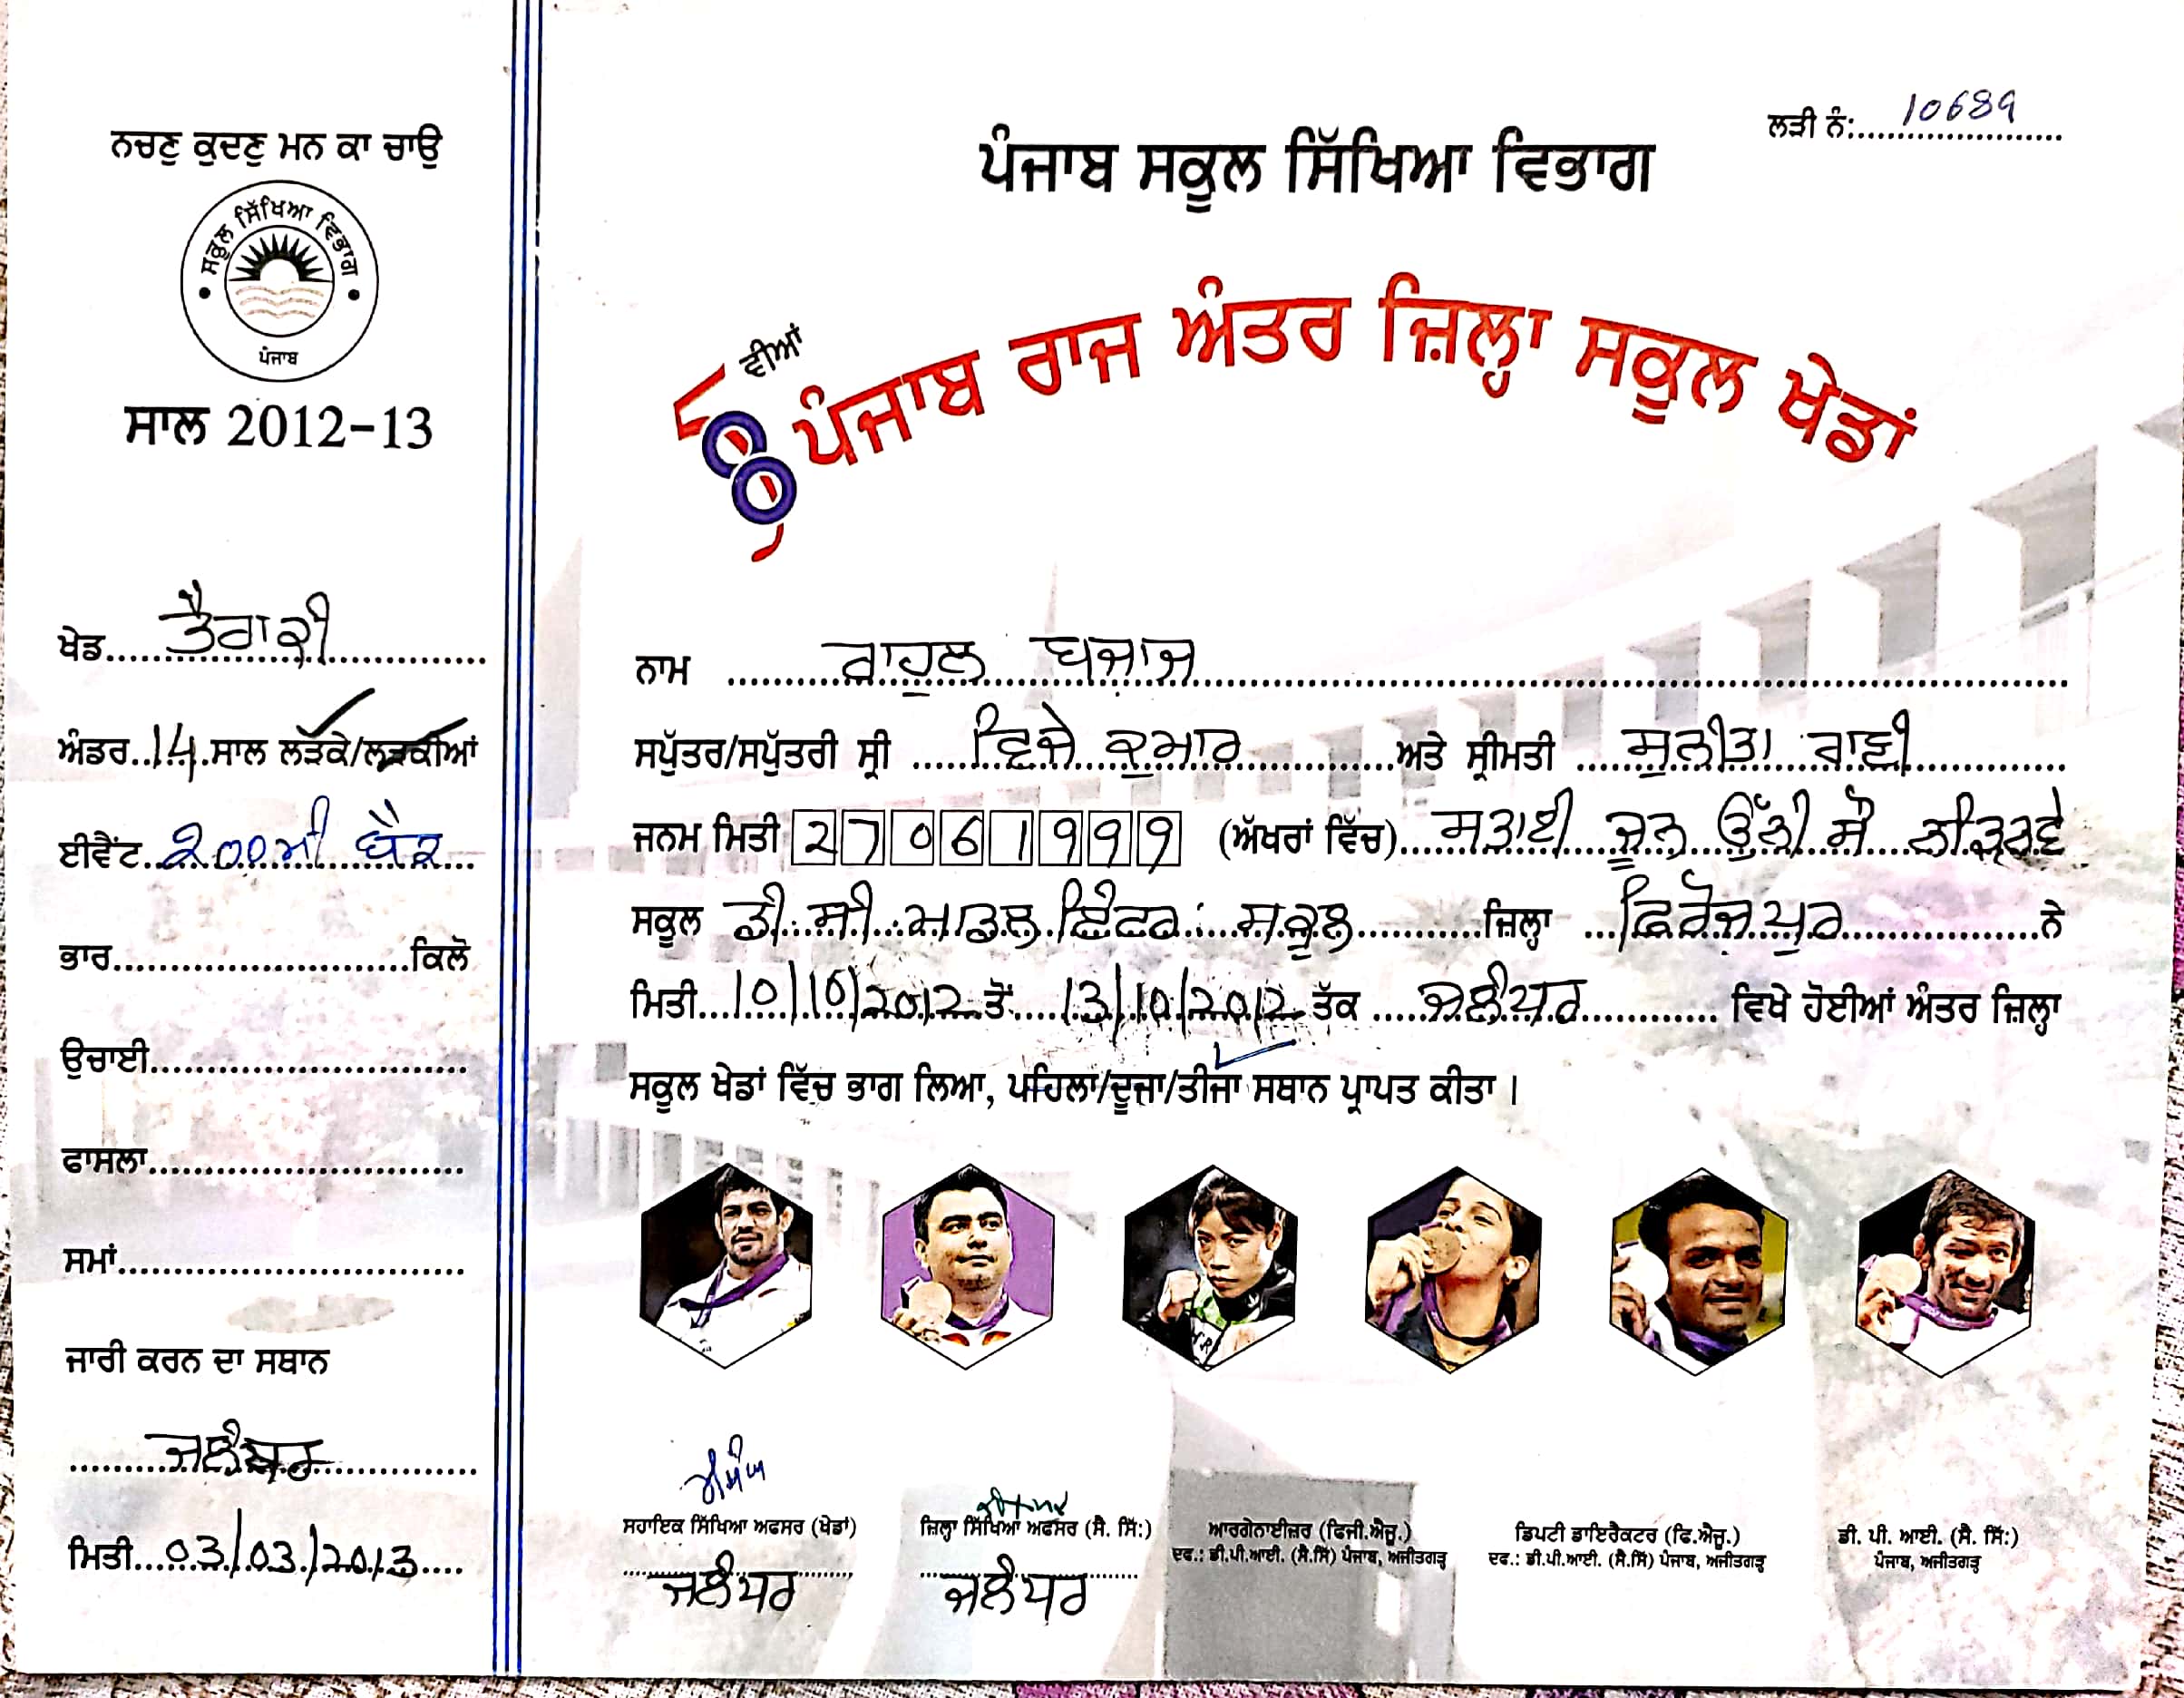 ਨਚਣੁ ਕੁਦਣੁ ਮਨ ਕਾ ਚਾਉ
ਸਕੂਲ ਸਿੱਖਿਆ ਵਿਭਾਗ
ਪੰਜਾਬ
ਸਾਲ 2012-13
ਖੇਡ ਤੈਰਾਕੀ
ਅੰਡਰ 14 ਸਾਲ ਲੜਕੇ/ਲੜਕੀਆਂ
ਈਵੈਂਟ 200ਮੀ ਬੈਕ
ਭਾਰ ਕਿਲੋ
ਉਚਾਈ
ਫਾਸਲਾ
ਸਮਾਂ
ਜਾਰੀ ਕਰਨ ਦਾ ਸਥਾਨ
ਜਲੰਧਰ
ਮਿਤੀ 03/03/2013
ਲੜੀ ਨੰ: 10689
ਪੰਜਾਬ ਸਕੂਲ ਸਿੱਖਿਆ ਵਿਭਾਗ
58 ਵੀਆਂ ਪੰਜਾਬ ਰਾਜ ਅੰਤਰ ਜ਼ਿਲ੍ਹਾ ਸਕੂਲ ਖੇਡਾਂ
ਨਾਮ ਰਾਹੁਲ ਬਜਾਜ
ਸਪੁੱਤਰ/ਸਪੁੱਤਰੀ ਸ਼੍ਰੀ ਵਿਜੇ ਕੁਮਾਰ ਅਤੇ ਸ਼੍ਰੀਮਤੀ ਸੁਨੀਤਾ ਰਾਣੀ
ਜਨਮ ਮਿਤੀ 27061999 (ਅੱਖਰਾਂ ਵਿੱਚ) ਸਤਾਈ ਜੂਨ ਉੱਨੀ ਸੌ
ਸਕੂਲ ਡੀ.ਸੀ ਮਾਡਲ ਇੰਟਰ. ਸਕੂਲ ਜ਼ਿਲ੍ਹਾ ਫਿਰੋਜ਼ਪੁਰ ਨੇ
ਮਿਤੀ 10/10/2012 ਤੋਂ 13/10/2012 ਤੱਕ ਜਲੰਧਰ ਵਿਖੇ ਹੋਈਆਂ ਅੰਤਰ ਜ਼ਿਲ੍ਹਾ
ਸਕੂਲ ਖੇਡਾਂ ਵਿੱਚ ਭਾਗ ਲਿਆ, ਪਹਿਲਾ/ਦੂਜਾ/ਤੀਜਾ ਸਥਾਨ ਪ੍ਰਾਪਤ ਕੀਤਾ।
ਸਹਾਇਕ ਸਿੱਖਿਆ ਅਫਸਰ (ਖੇਡਾਂ)
ਜਲੰਧਰ
ਜ਼ਿਲ੍ਹਾ ਸਿੱਖਿਆ ਅਫਸਰ (ਸੈ. ਸਿੱ:)
ਜਲੰਧਰ
ਆਰਗੇਨਾਈਜ਼ਰ (ਫਿਜੀ.ਐਜੂ.)
ਦਫ.: ਡੀ.ਪੀ.ਆਈ. (ਸੈ.ਸਿੱ) ਪੰਜਾਬ, ਅਜੀਤਗੜ੍ਹ
ਡਿਪਟੀ ਡਾਇਰੈਕਟਰ (ਫਿ.ਐਜੂ.)
ਦਫ.: ਡੀ.ਪੀ.ਆਈ. (ਸੈ.ਸਿੱ) ਪੰਜਾਬ, ਅਜੀਤਗੜ੍ਹ
ਡੀ. ਪੀ. ਆਈ. (ਸੈ. ਸਿੱ:)
ਪੰਜਾਬ, ਅਜੀਤਗੜ੍ਹ